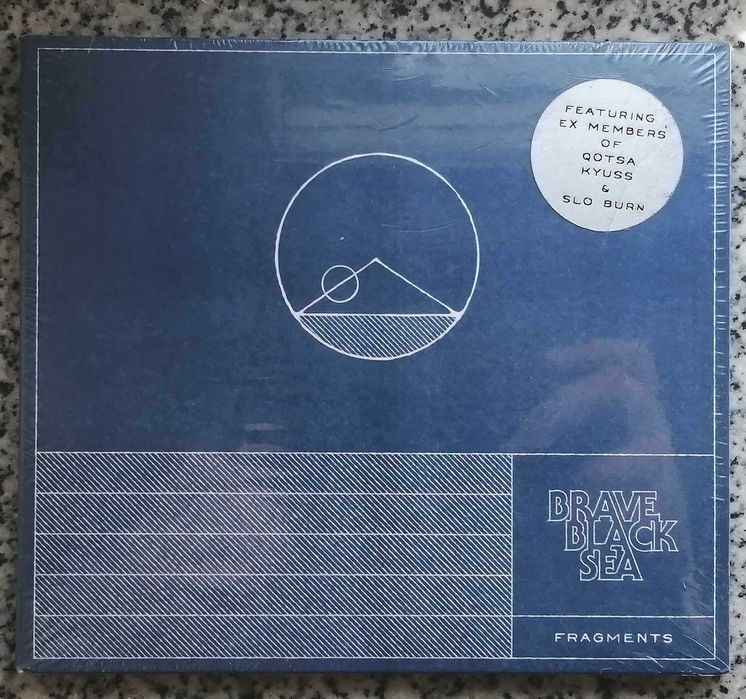 FEATURING
EX MEMBERS
OF
QOTSA
KYUSS
&
SLO BURN
BRAVE
BLACK
SEA
FRAGMENTS